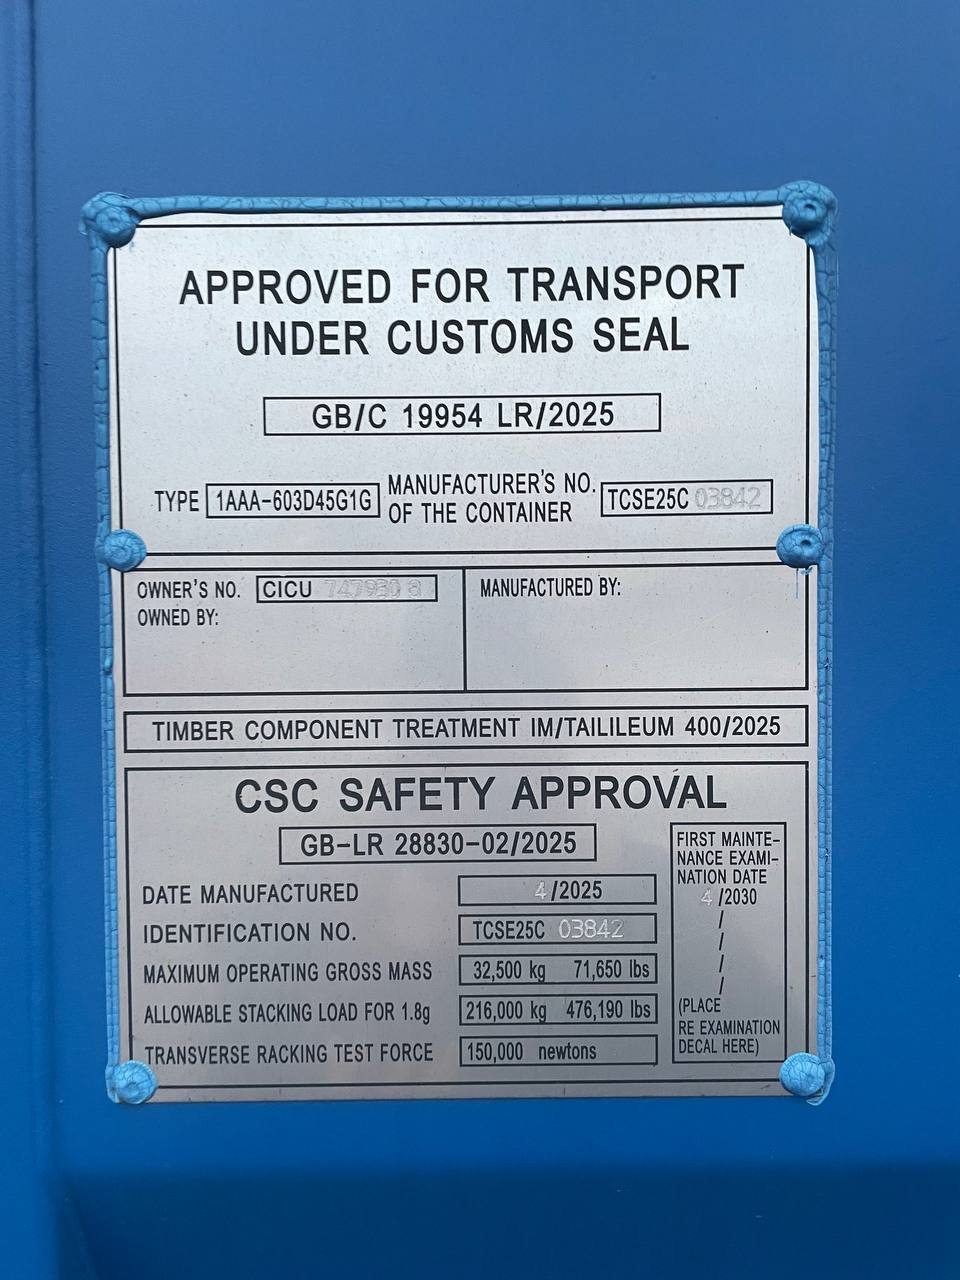 APPROVED FOR TRANSPORT
UNDER CUSTOMS SEAL
GB/C 19954 LR/2025
TYPE 1AAA-603D45G1G
MANUFACTURER'S NO.
OF THE CONTAINER
TCSE25C 03842
OWNER'S NO. CICU 747930 8
OWNED BY:
MANUFACTURED BY:
TIMBER COMPONENT TREATMENT IM/TAILILEUM 400/2025
CSC SAFETY APPROVAL
GB-LR 28830-02/2025
DATE MANUFACTURED 4/2025
IDENTIFICATION NO. TCSE25C 03842
MAXIMUM OPERATING GROSS MASS 32,500 kg 71,650 lbs
ALLOWABLE STACKING LOAD FOR 1.8g 216,000 kg 476,190 lbs
TRANSVERSE RACKING TEST FORCE 150,000 newtons
FIRST MAINTE-
NANCE EXAMI-
NATION DATE
4 /2030
/
/
/
/
(PLACE
RE EXAMINATION
DECAL HERE)